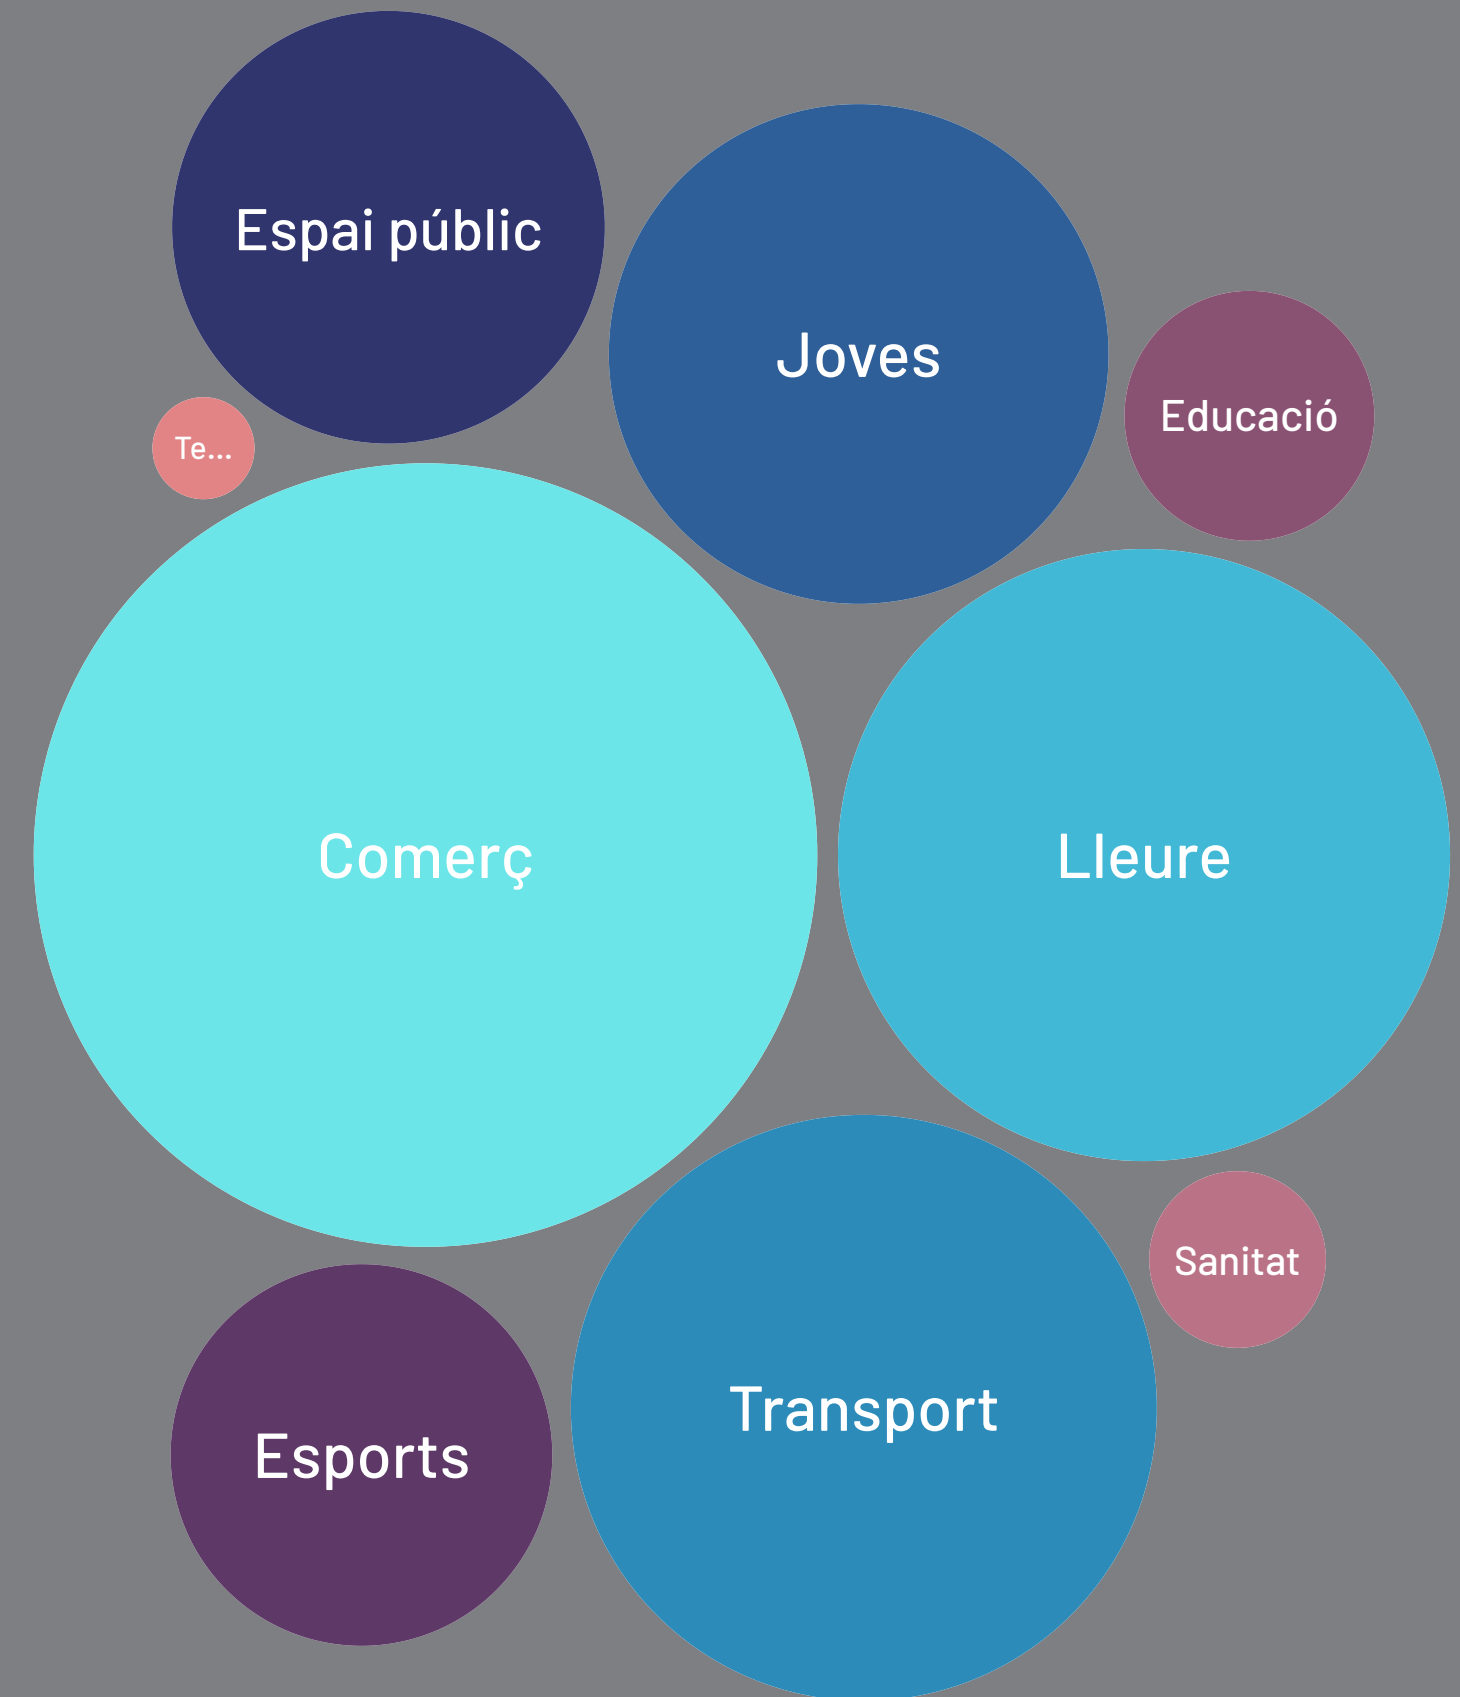 Espai públic
Joves
Educació
Te...
Comerç
Lleure
Sanitat
Transport
Esports